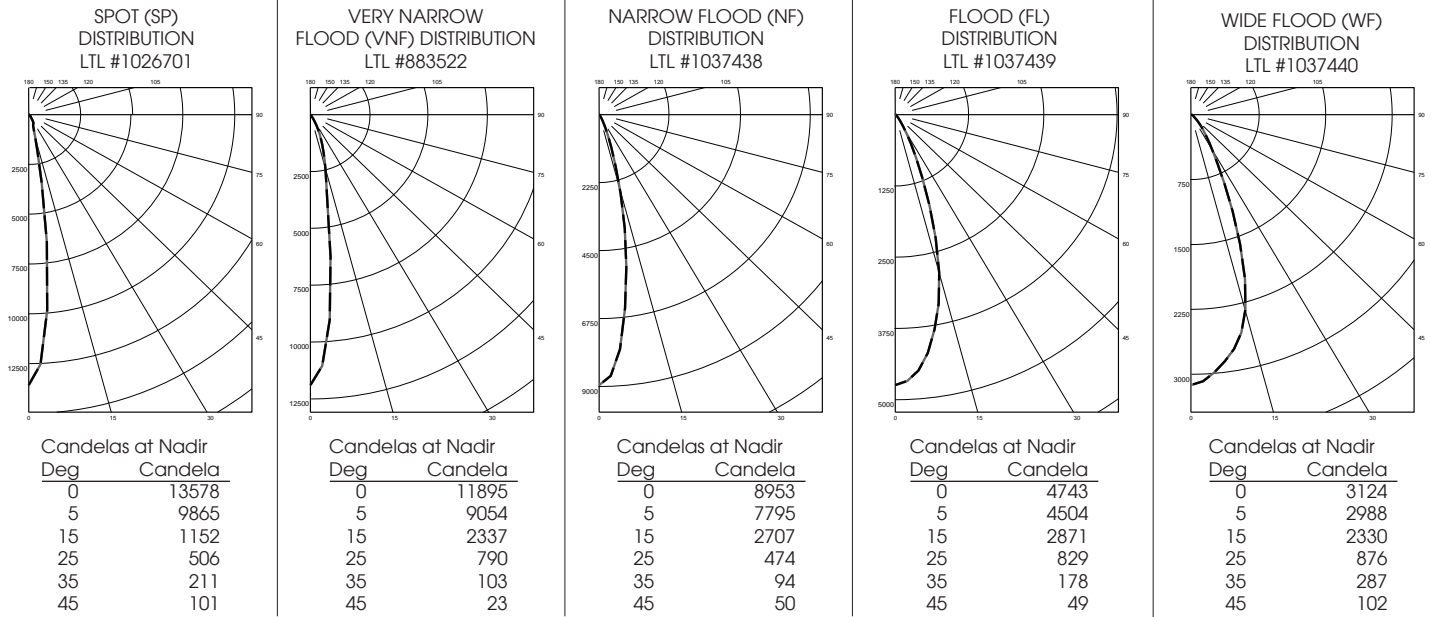 SPOT (SP)
DISTRIBUTION
LTL #1026701
180 150 135 120 105
90
75
60
45
2500
5000
7500
10000
12500
0 15 30
Candelas at Nadir
Deg Candela
0 13578
5 9865
15 1152
25 506
35 211
45 101
VERY NARROW
FLOOD (VNF) DISTRIBUTION
LTL #883522
180 150 135 120 105
90
75
60
45
2500
5000
7500
10000
12500
0 15 30
Candelas at Nadir
Deg Candela
0 11895
5 9054
15 2337
25 790
35 103
45 23
NARROW FLOOD (NF)
DISTRIBUTION
LTL #1037438
180 150 135 120 105
90
75
60
45
2250
4500
6750
9000
0 15 30
Candelas at Nadir
Deg Candela
0 8953
5 7795
15 2707
25 474
35 94
45 50
FLOOD (FL)
DISTRIBUTION
LTL #1037439
180 150 135 120 105
90
75
60
45
1250
2500
3750
5000
0 15 30
Candelas at Nadir
Deg Candela
0 4743
5 4504
15 2871
25 829
35 178
45 49
WIDE FLOOD (WF)
DISTRIBUTION
LTL #1037440
180 150 135 120 105
90
75
60
45
750
1500
2250
3000
0 15 30
Candelas at Nadir
Deg Candela
0 3124
5 2988
15 2330
25 876
35 287
45 102